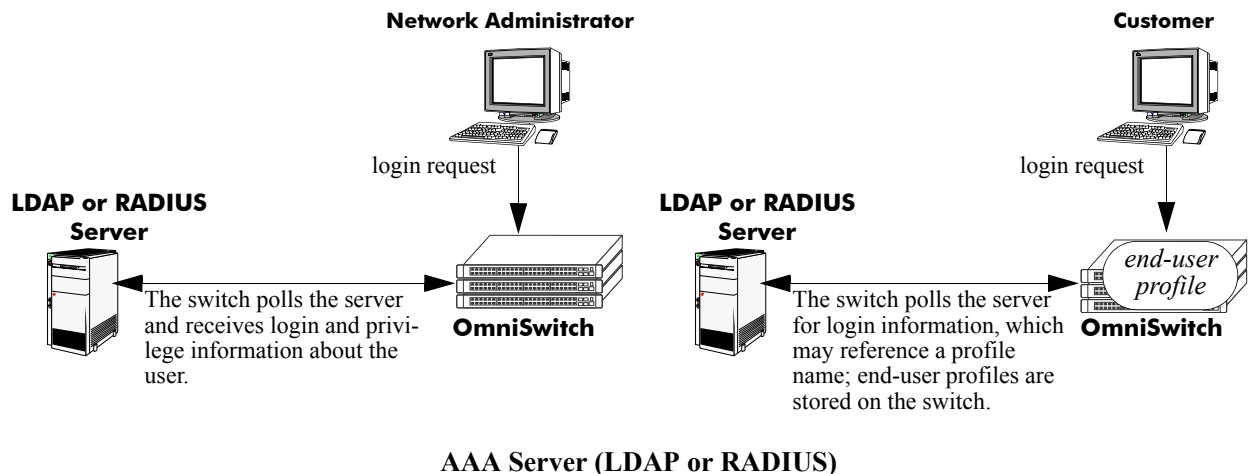 Network Administrator
login request
LDAP or RADIUS
Server
The switch polls the server
and receives login and privi-
lege information about the
user.
OmniSwitch
Customer
login request
LDAP or RADIUS
Server
end-user
profile
The switch polls the server
for login information, which
may reference a profile
name; end-user profiles are
stored on the switch.
OmniSwitch
AAA Server (LDAP or RADIUS)